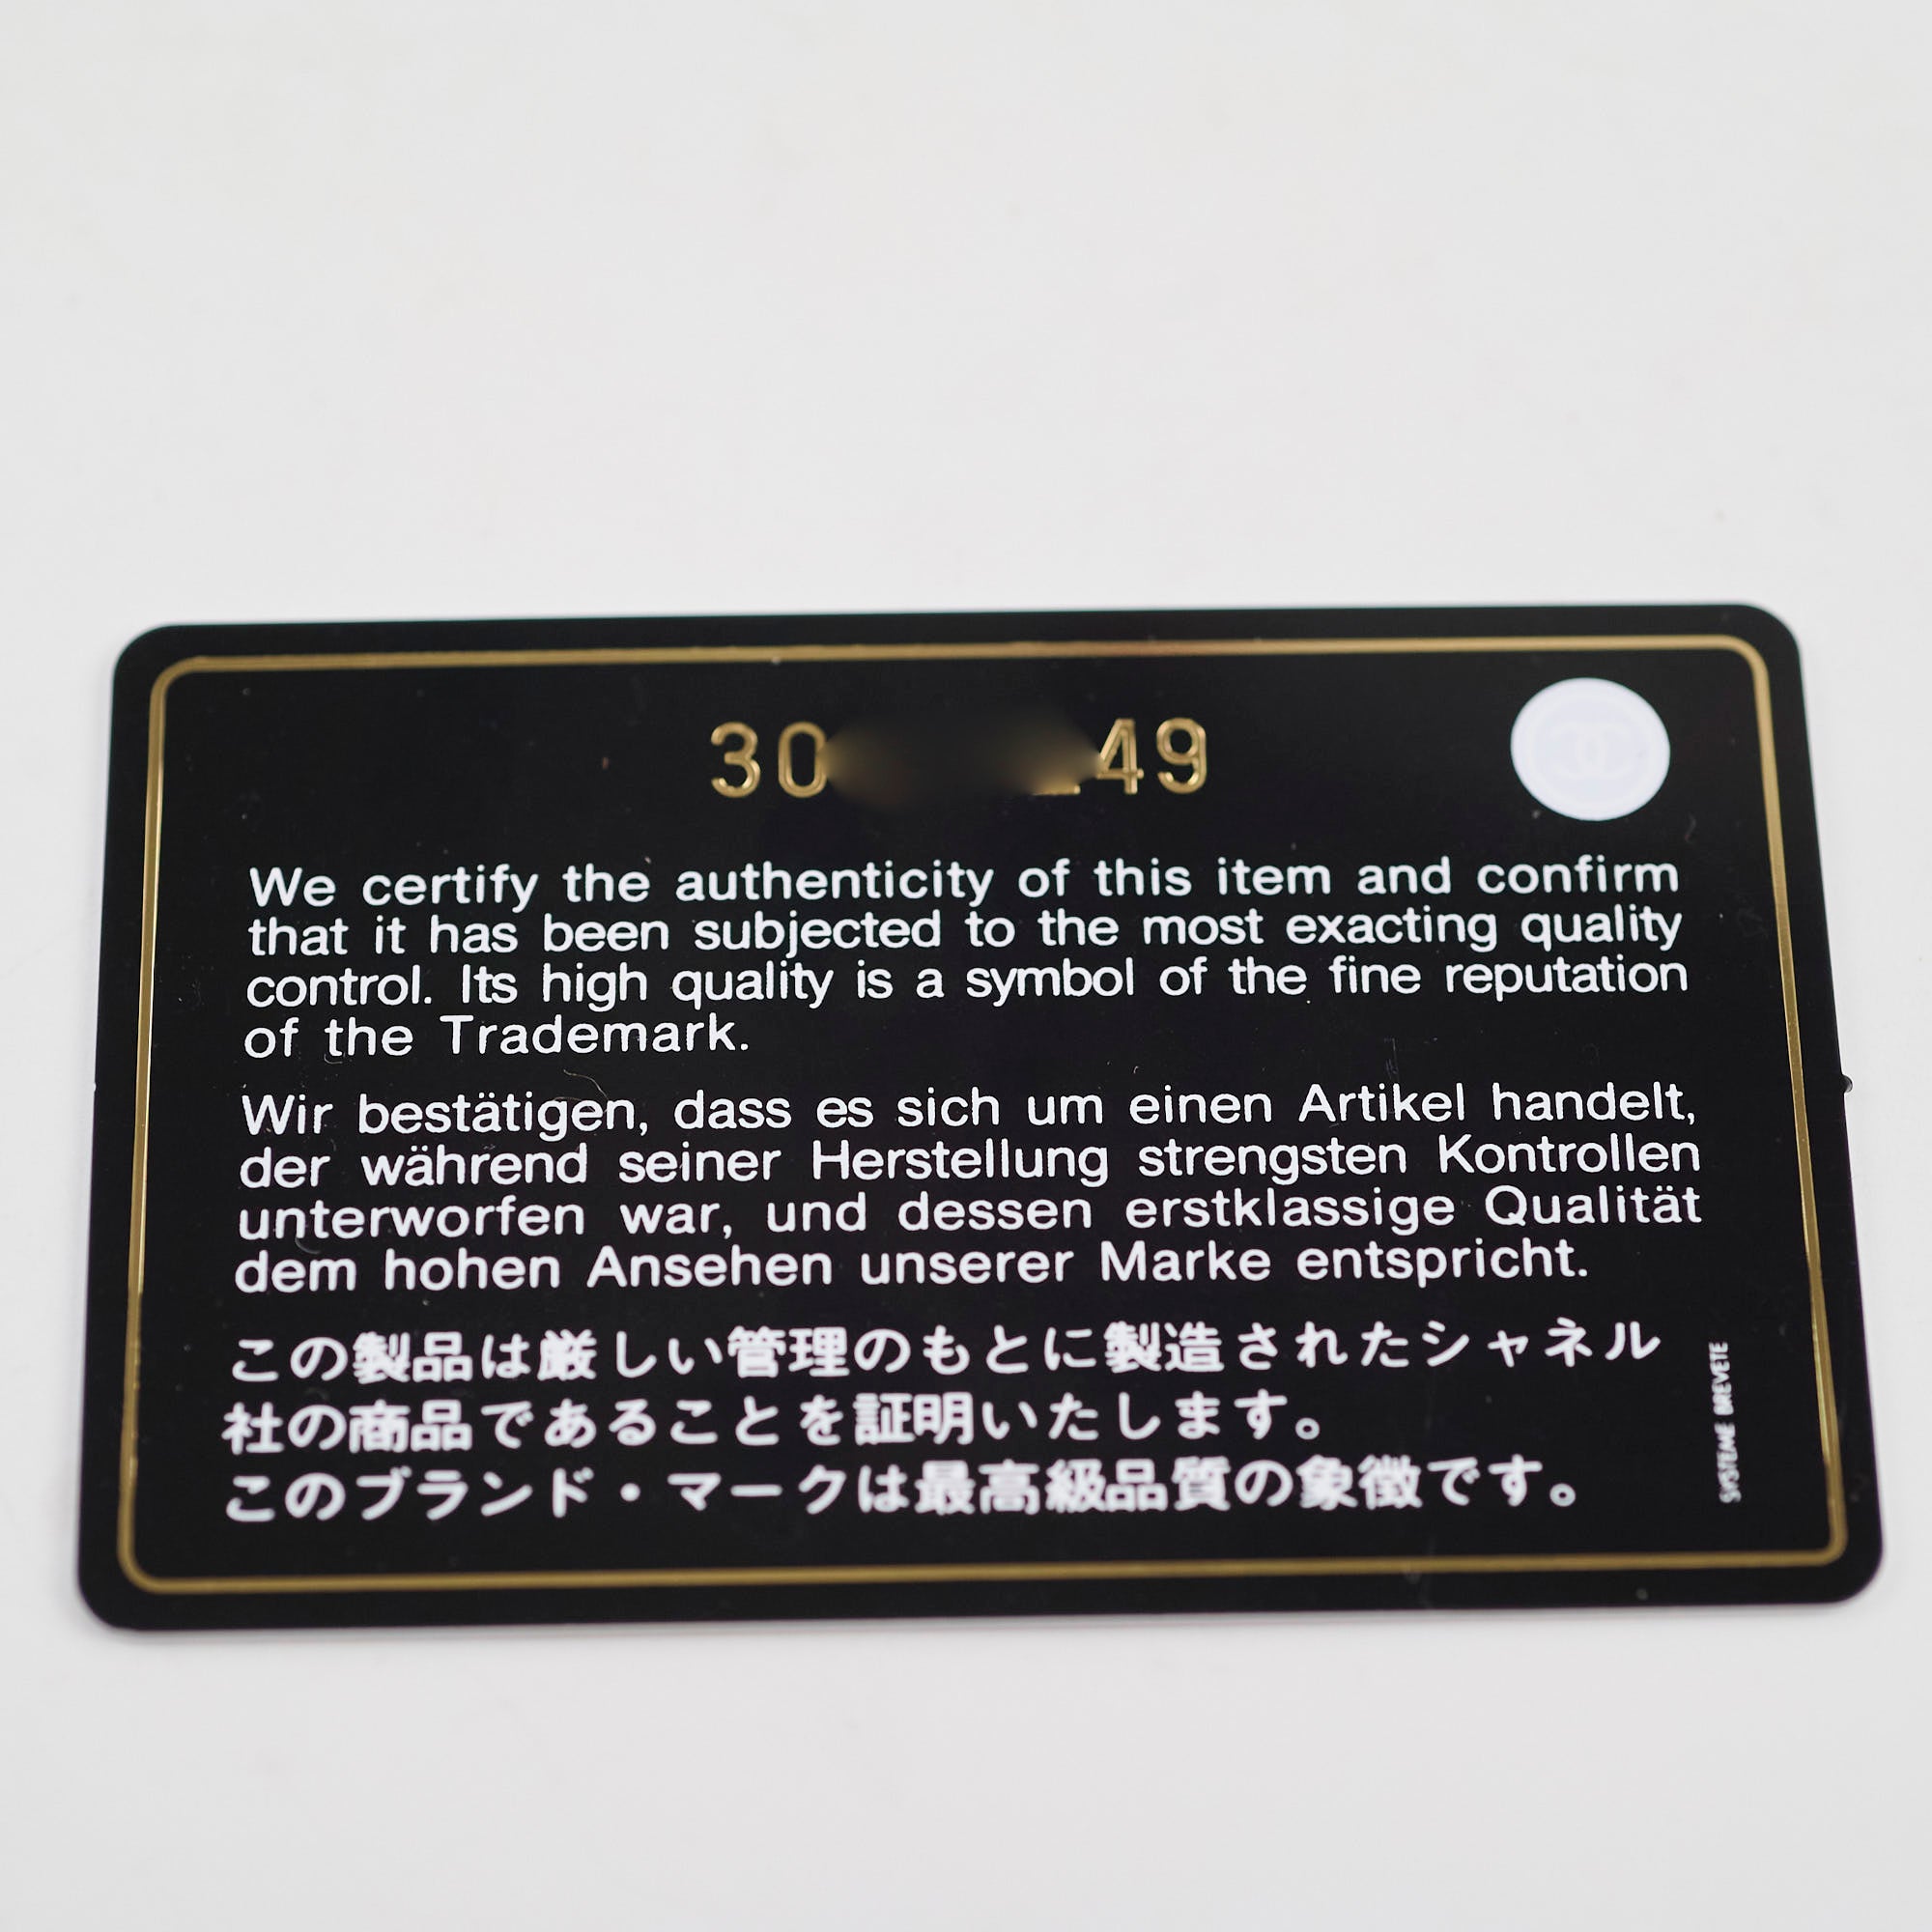 30 49
We certify the authenticity of this item and confirm
that it has been subjected to the most exacting quality
control. Its high quality is a symbol of the fine reputation
of the Trademark.
Wir bestätigen, dass es sich um einen Artikel handelt,
der während seiner Herstellung strengsten Kontrollen
unterworfen war, und dessen erstklassige Qualität
dem hohen Ansehen unserer Marke entspricht.
この製品は厳しい管理のもとに製造されたシャネル
社の商品であることを証明いたします。
このブランド・マークは最高級品質の象徴です。
SYSTEME BREVETE